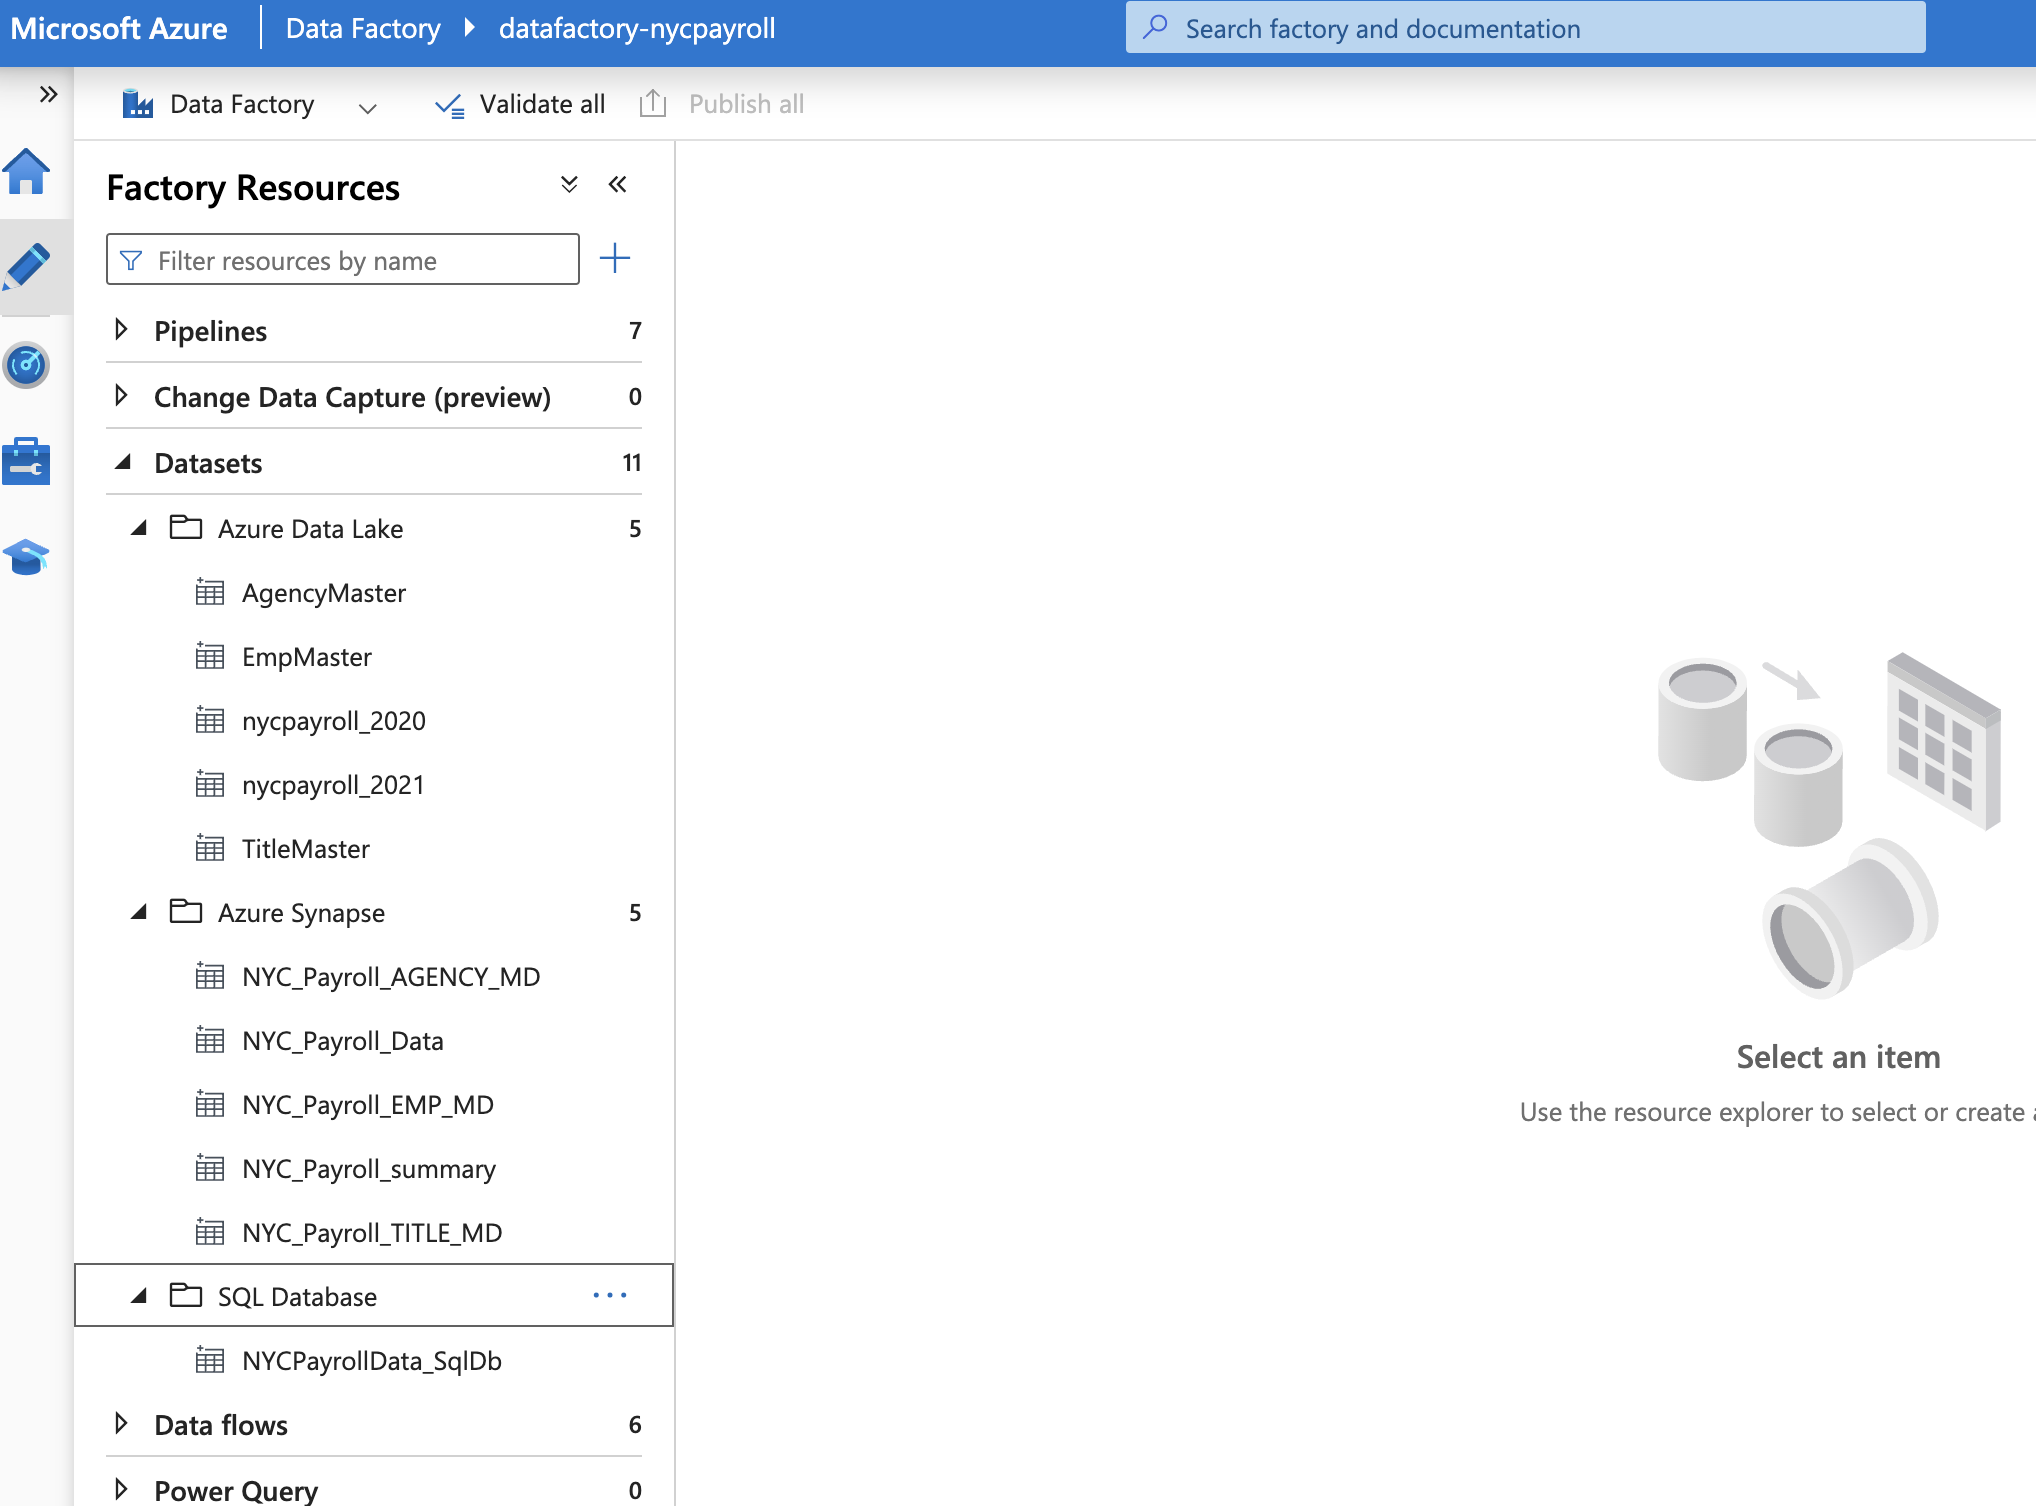 Microsoft Azure Data Factory datafactory-nycpayroll Search factory and documentation
Data Factory Validate all Publish all
Factory Resources
Filter resources by name
Pipelines 7
Change Data Capture (preview) 0
Datasets 11
Azure Data Lake 5
AgencyMaster
EmpMaster
nycpayroll_2020
nycpayroll_2021
TitleMaster
Azure Synapse 5
NYC_Payroll_AGENCY_MD
NYC_Payroll_Data
NYC_Payroll_EMP_MD
NYC_Payroll_summary
NYC_Payroll_TITLE_MD
SQL Database
NYCPayrollData_SqlDb
Data flows 6
Power Query 0
Select an item
Use the resource explorer to select or create